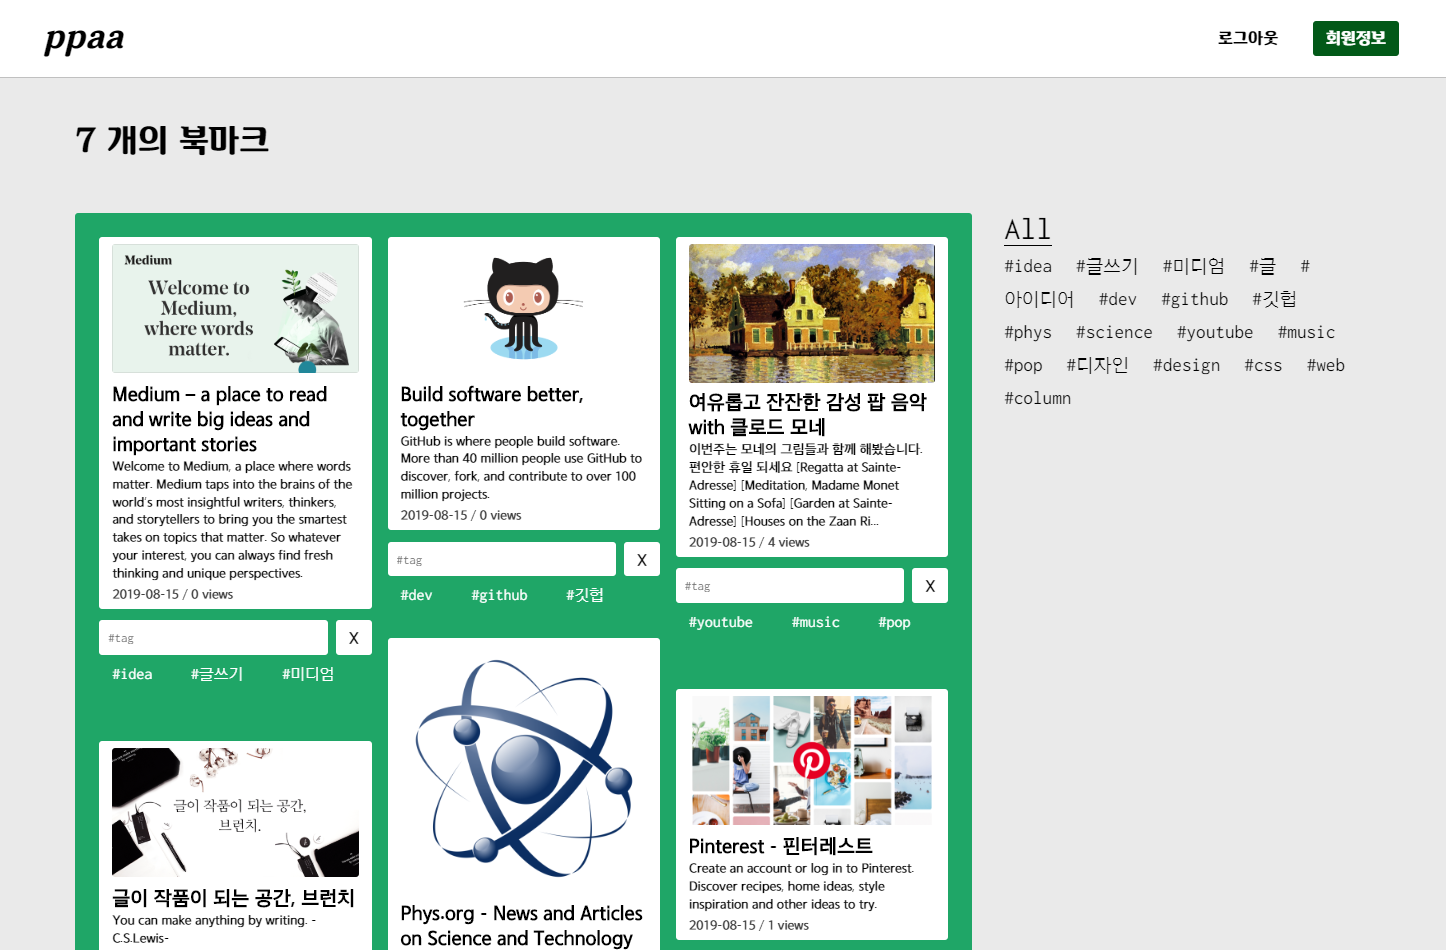 ppaa
로그아웃
회원정보
7 개의 북마크
Medium
Welcome to
Medium,
where words
matter.
Medium – a place to read
and write big ideas and
important stories
Welcome to Medium, a place where words
matter. Medium taps into the brains of the
world's most insightful writers, thinkers,
and storytellers to bring you the smartest
takes on topics that matter. So whatever
your interest, you can always find fresh
thinking and unique perspectives.
2019-08-15 / 0 views
#tag
X
#idea #글쓰기 #미디엄
글이 작품이 되는 공간,
브런치.
글이 작품이 되는 공간, 브런치
You can make anything by writing. -
C.S.Lewis-
Build software better,
together
GitHub is where people build software.
More than 40 million people use GitHub to
discover, fork, and contribute to over 100
million projects.
2019-08-15 / 0 views
#tag
X
#dev #github #깃헙
Phys.org - News and Articles
on Science and Technology
여유롭고 잔잔한 감성 팝 음악
with 클로드 모네
이번주는 모네의 그림들과 함께 해봤습니다.
편안한 휴일 되세요 [Regatta at Sainte-
Adresse] [Meditation, Madame Monet
Sitting on a Sofa] [Garden at Sainte-
Adresse] [Houses on the Zaan Ri...
2019-08-15 / 4 views
#tag
X
#youtube #music #pop
Pinterest - 핀터레스트
Create an account or log in to Pinterest.
Discover recipes, home ideas, style
inspiration and other ideas to try.
2019-08-15 / 1 views
All
#idea #글쓰기 #미디엄 #글 #
아이디어 #dev #github #깃헙
#phys #science #youtube #music
#pop #디자인 #design #css #web
#column